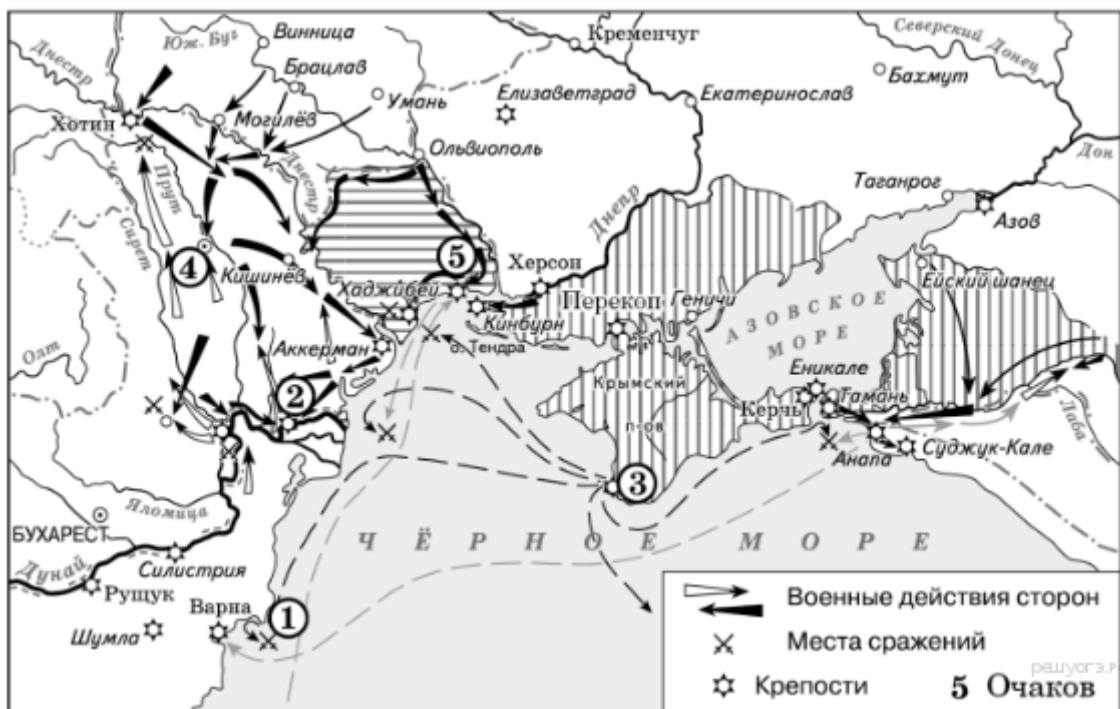 Днестр
Юж. Буг
Винница
Брацлав
Умань
Кременчуг
Северский Донец
Бахмут
Елизаветград
Екатеринослав
Хотин
Могилёв
Днестр
Ольвиополь
Дон
Прут
Сирет
Днепр
Таганрог
Азов
4
Кишинёв
5
Хаджибей
Херсон
Перекоп
Геничи
Ейский шанец
Кинбурн
АЗОВСКОЕ
МОРЕ
Олт
Аккерман
о. Тендра
Крымский
п-ов
Еникале
Тамань
Керчь
2
Лаба
Анапа
Суджук-Кале
3
Яломица
БУХАРЕСТ
ЧЁРНОЕ МОРЕ
Дунай
Силистрия
Рущук
Варна
1
Шумла
Военные действия сторон
Места сражений
Крепости
5 Очаков
решуогэ.р